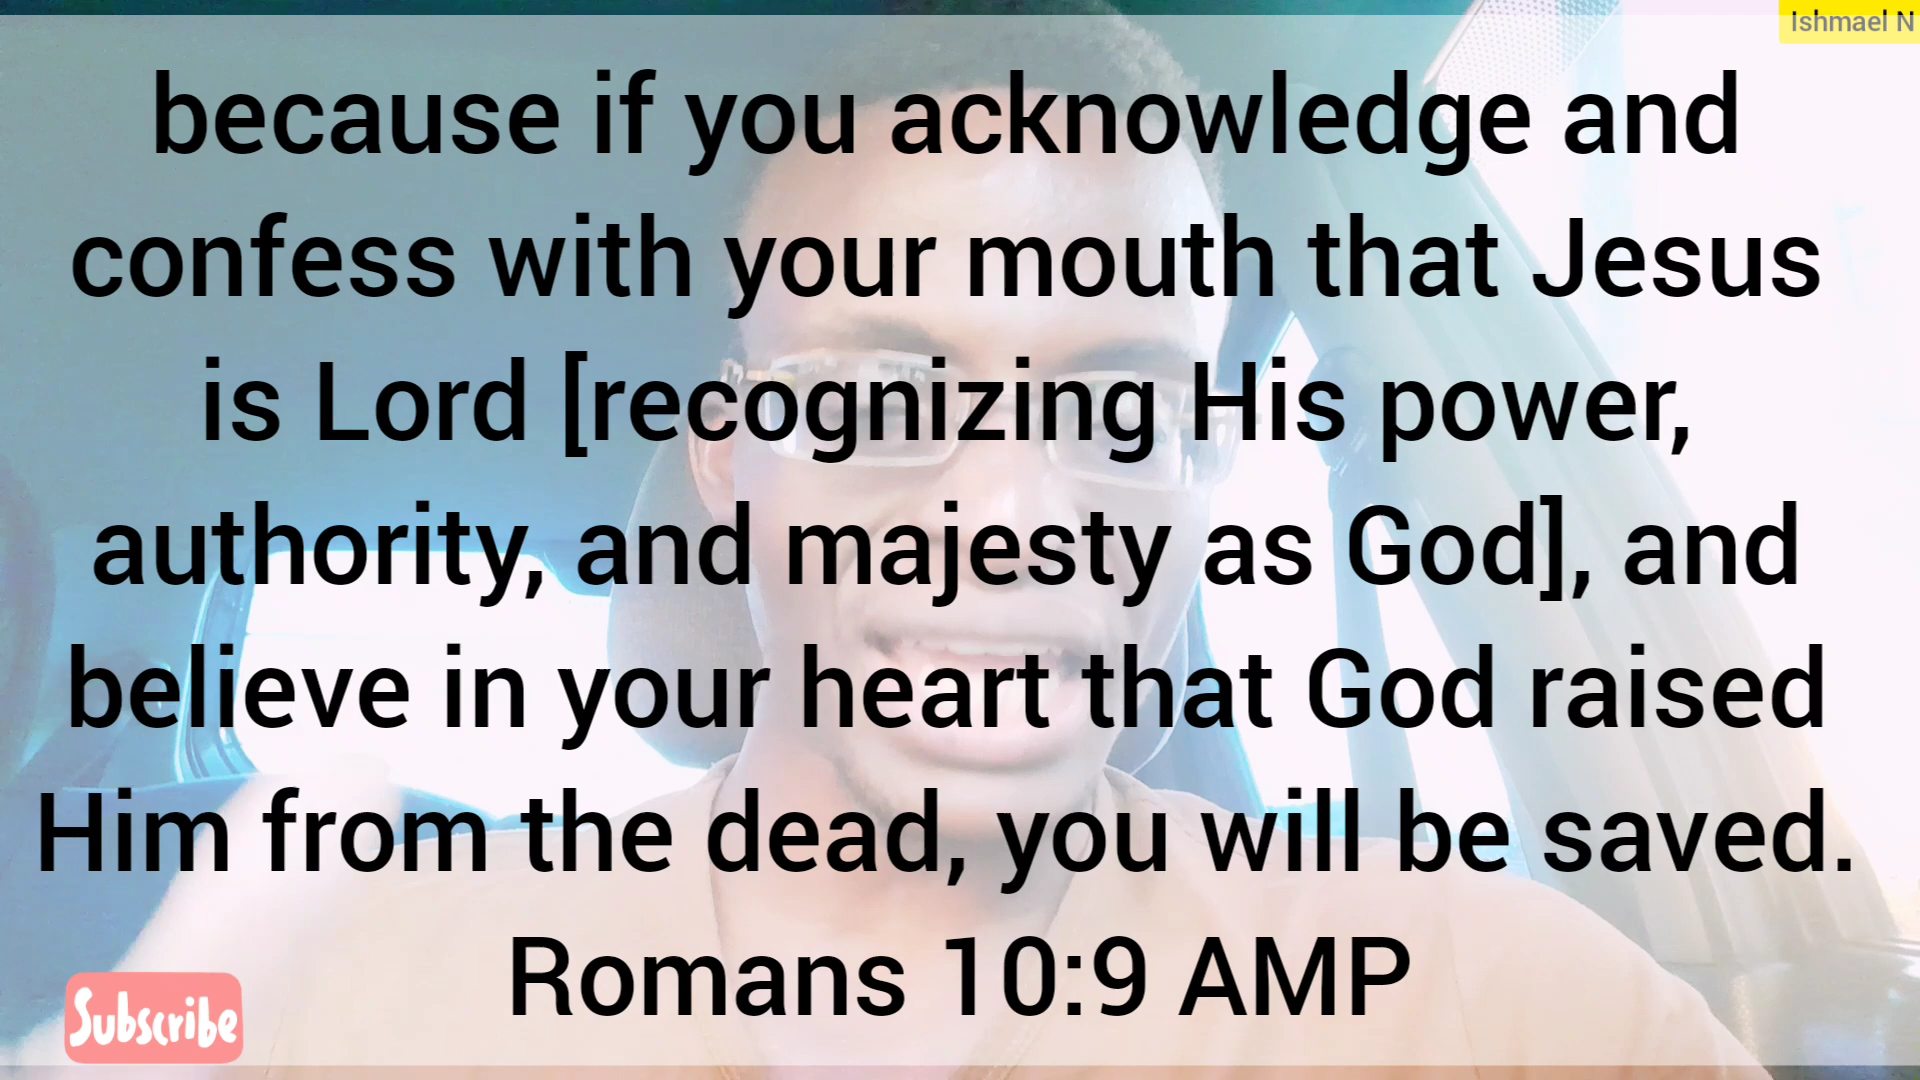 Ishmael N
because if you acknowledge and
confess with your mouth that Jesus
is Lord [recognizing His power,
authority, and majesty as God], and
believe in your heart that God raised
Him from the dead, you will be saved.
Romans 10:9 AMP
Subscribe